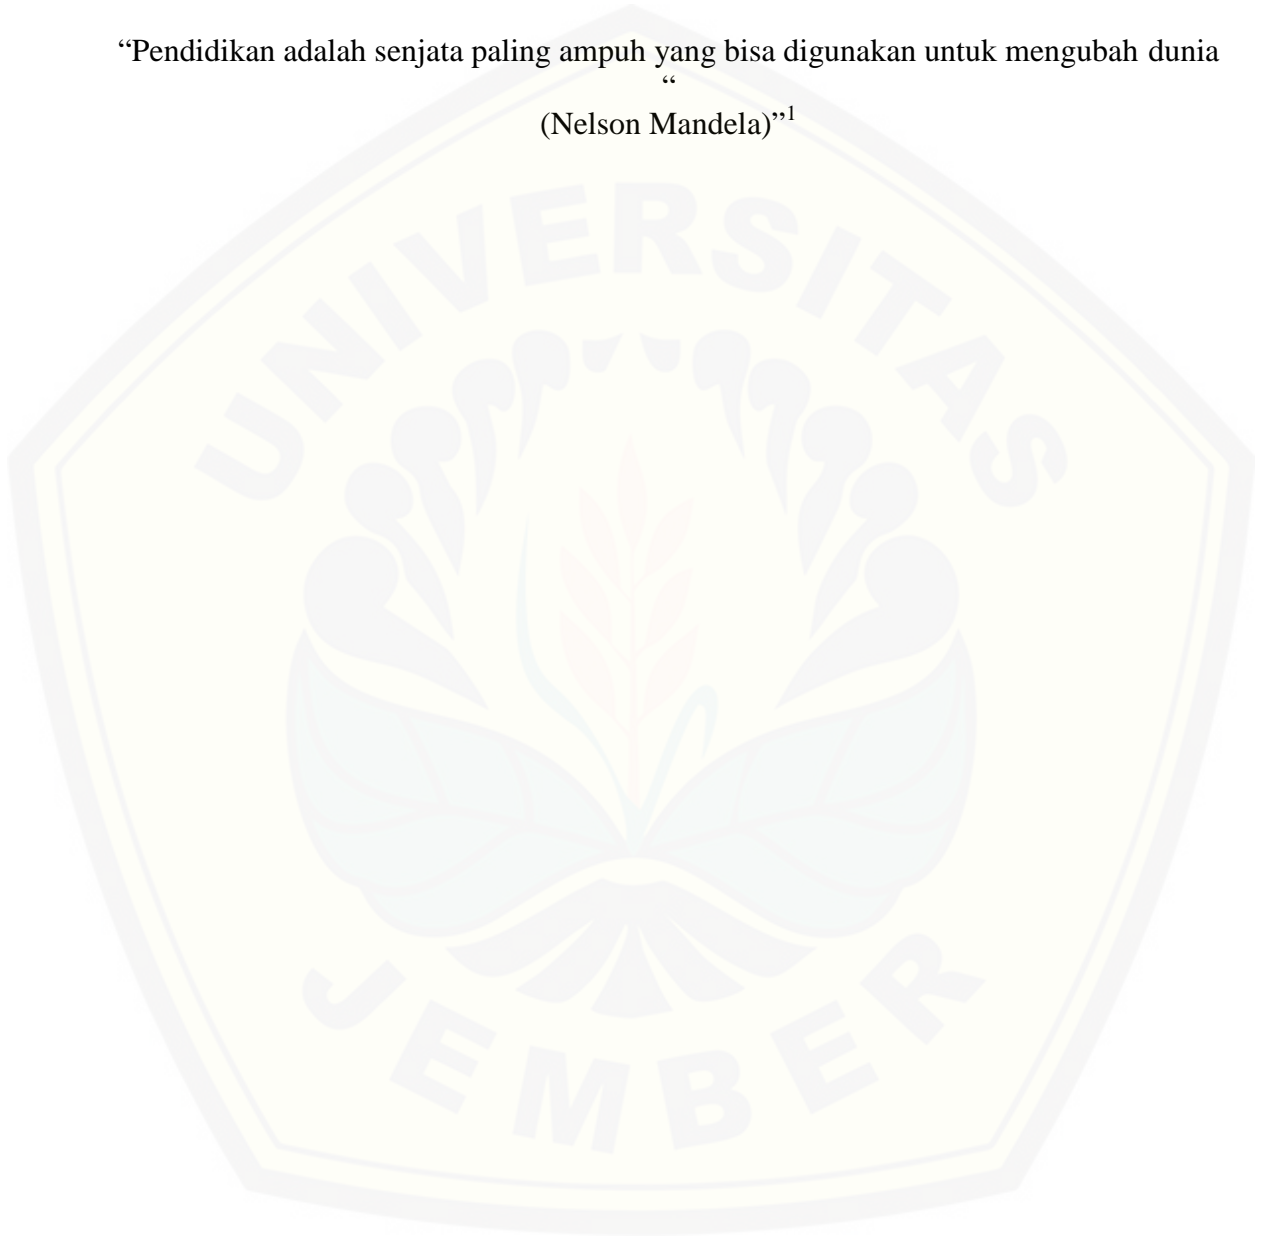 “Pendidikan adalah senjata paling ampuh yang bisa digunakan untuk mengubah dunia
“
(Nelson Mandela)”1
UNIVERSITAS
JEMBER